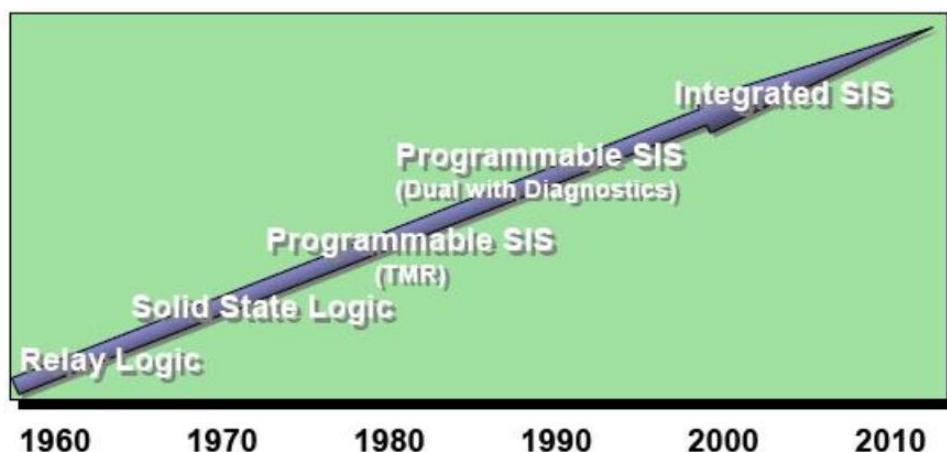 Integrated SIS
Programmable SIS
(Dual with Diagnostics)
Programmable SIS
(TMR)
Solid State Logic
Relay Logic
1960 1970 1980 1990 2000 2010